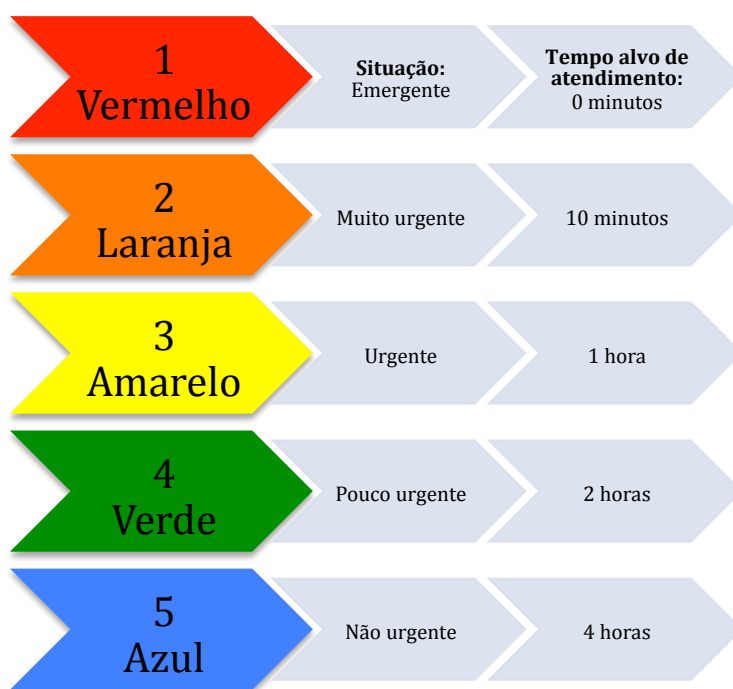 1
Vermelho
Situação:
Emergente
Tempo alvo de
atendimento:
0 minutos
2
Laranja
Muito urgente
10 minutos
3
Amarelo
Urgente
1 hora
4
Verde
Pouco urgente
2 horas
5
Azul
Não urgente
4 horas